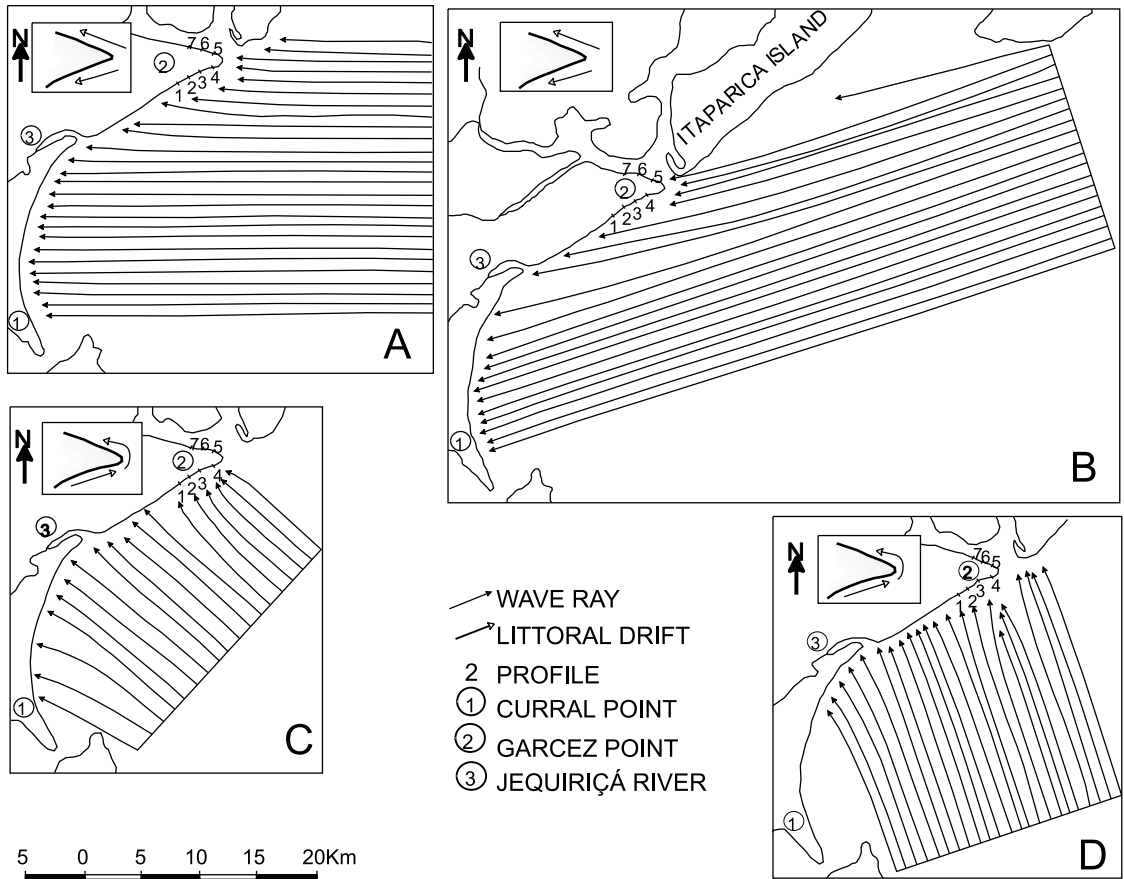 N
7 6 5
2
4
3
2
1
3
1
A
N
ITAPARICA ISLAND
7 6 5
2
4
3
2
1
3
1
B
N
7 6 5
2
4
3
2
1
3
1
C
WAVE RAY
LITTORAL DRIFT
2 PROFILE
1 CURRAL POINT
2 GARCEZ POINT
3 JEQUIRIÇÁ RIVER
N
7 6 5
2
4
3
2
1
3
1
D
5 0 5 10 15 20Km